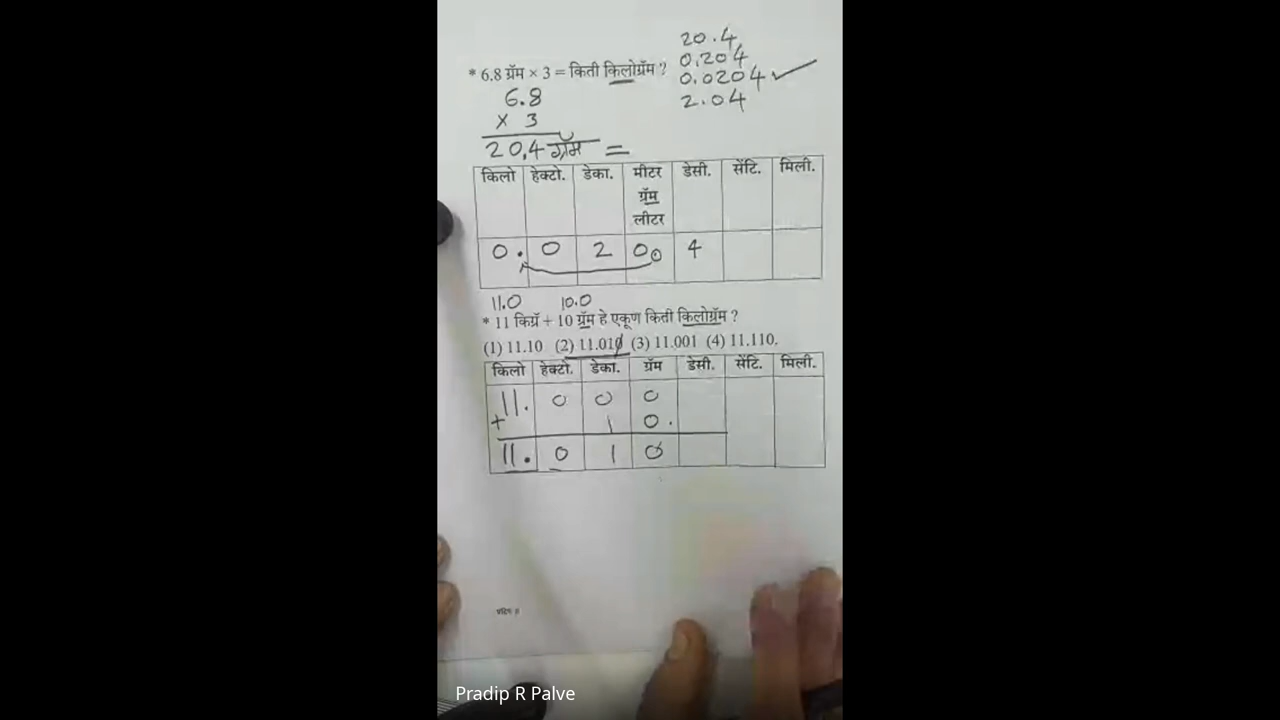 20.4
0.204
* 6.8 ग्रॅम × 3 = किती किलोग्रॅम ?
0.0204 ✓
6.8
2.04
× 3
20.4 ग्रॅम =
किलो हेक्टो. डेका. मीटर ग्रॅम लीटर डेसी. सेंटि. मिली.
0. 0 2 0. 4
11.0 10.0
* 11 किग्रॅ + 10 ग्रॅम हे एकूण किती किलोग्रॅम ?
(1) 11.10 (2) 11.010 (3) 11.001 (4) 11.110.
किलो हेक्टो. डेका. ग्रॅम डेसी. सेंटि. मिली.
11. 0 0 0
+ 1 0.
11. 0 1 0
Pradip R Palve